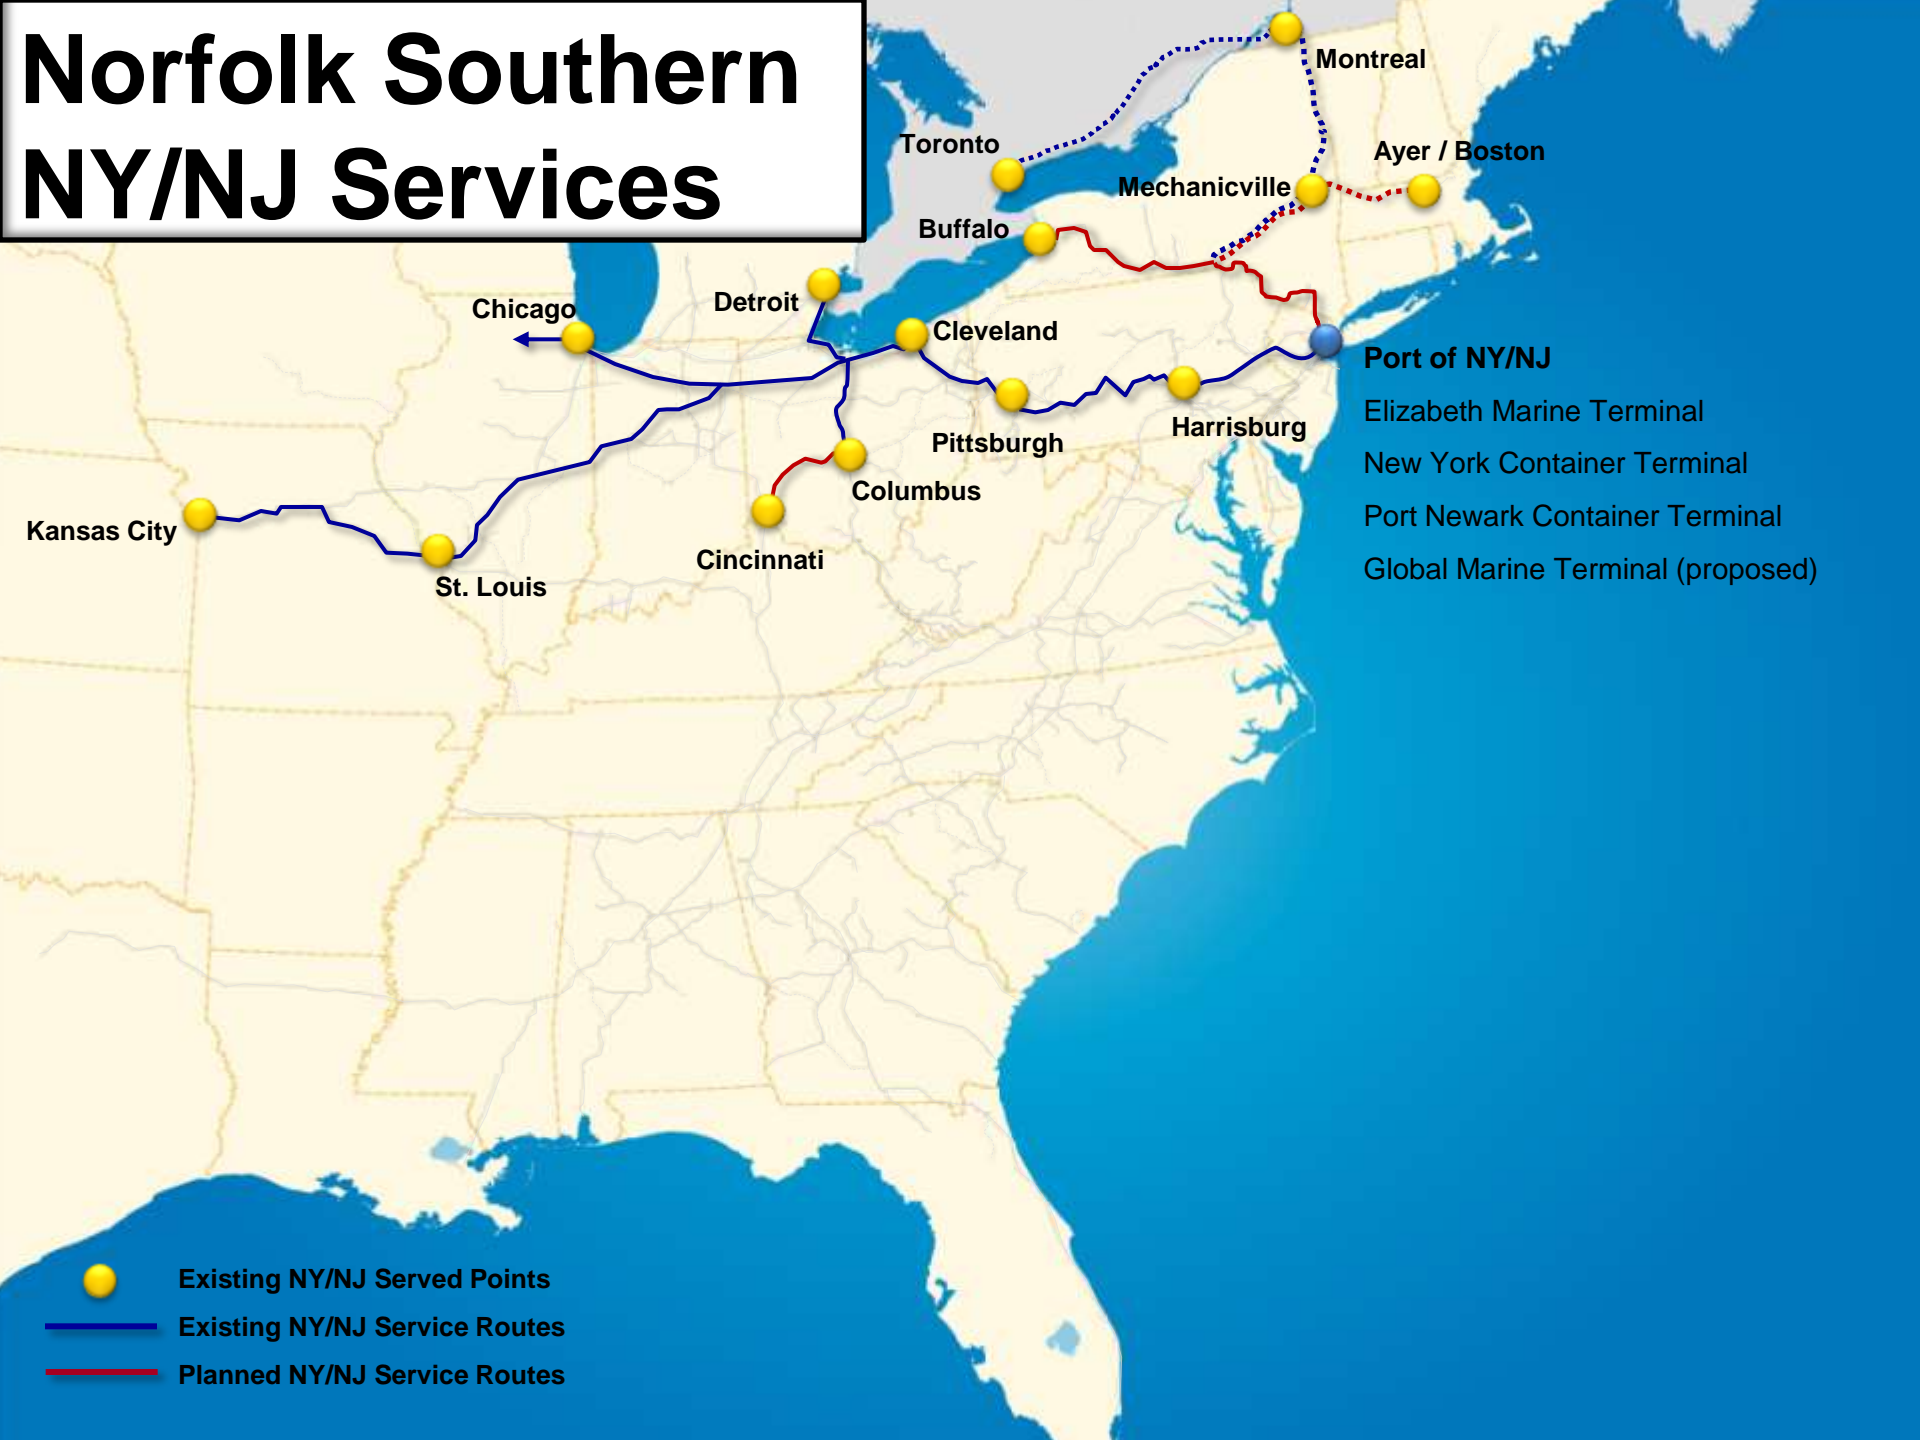 Norfolk Southern
NY/NJ Services
Montreal
Toronto
Ayer / Boston
Mechanicville
Buffalo
Chicago
Detroit
Cleveland
Port of NY/NJ
Elizabeth Marine Terminal
New York Container Terminal
Port Newark Container Terminal
Global Marine Terminal (proposed)
Harrisburg
Pittsburgh
Columbus
Kansas City
Cincinnati
St. Louis
Existing NY/NJ Served Points
Existing NY/NJ Service Routes
Planned NY/NJ Service Routes